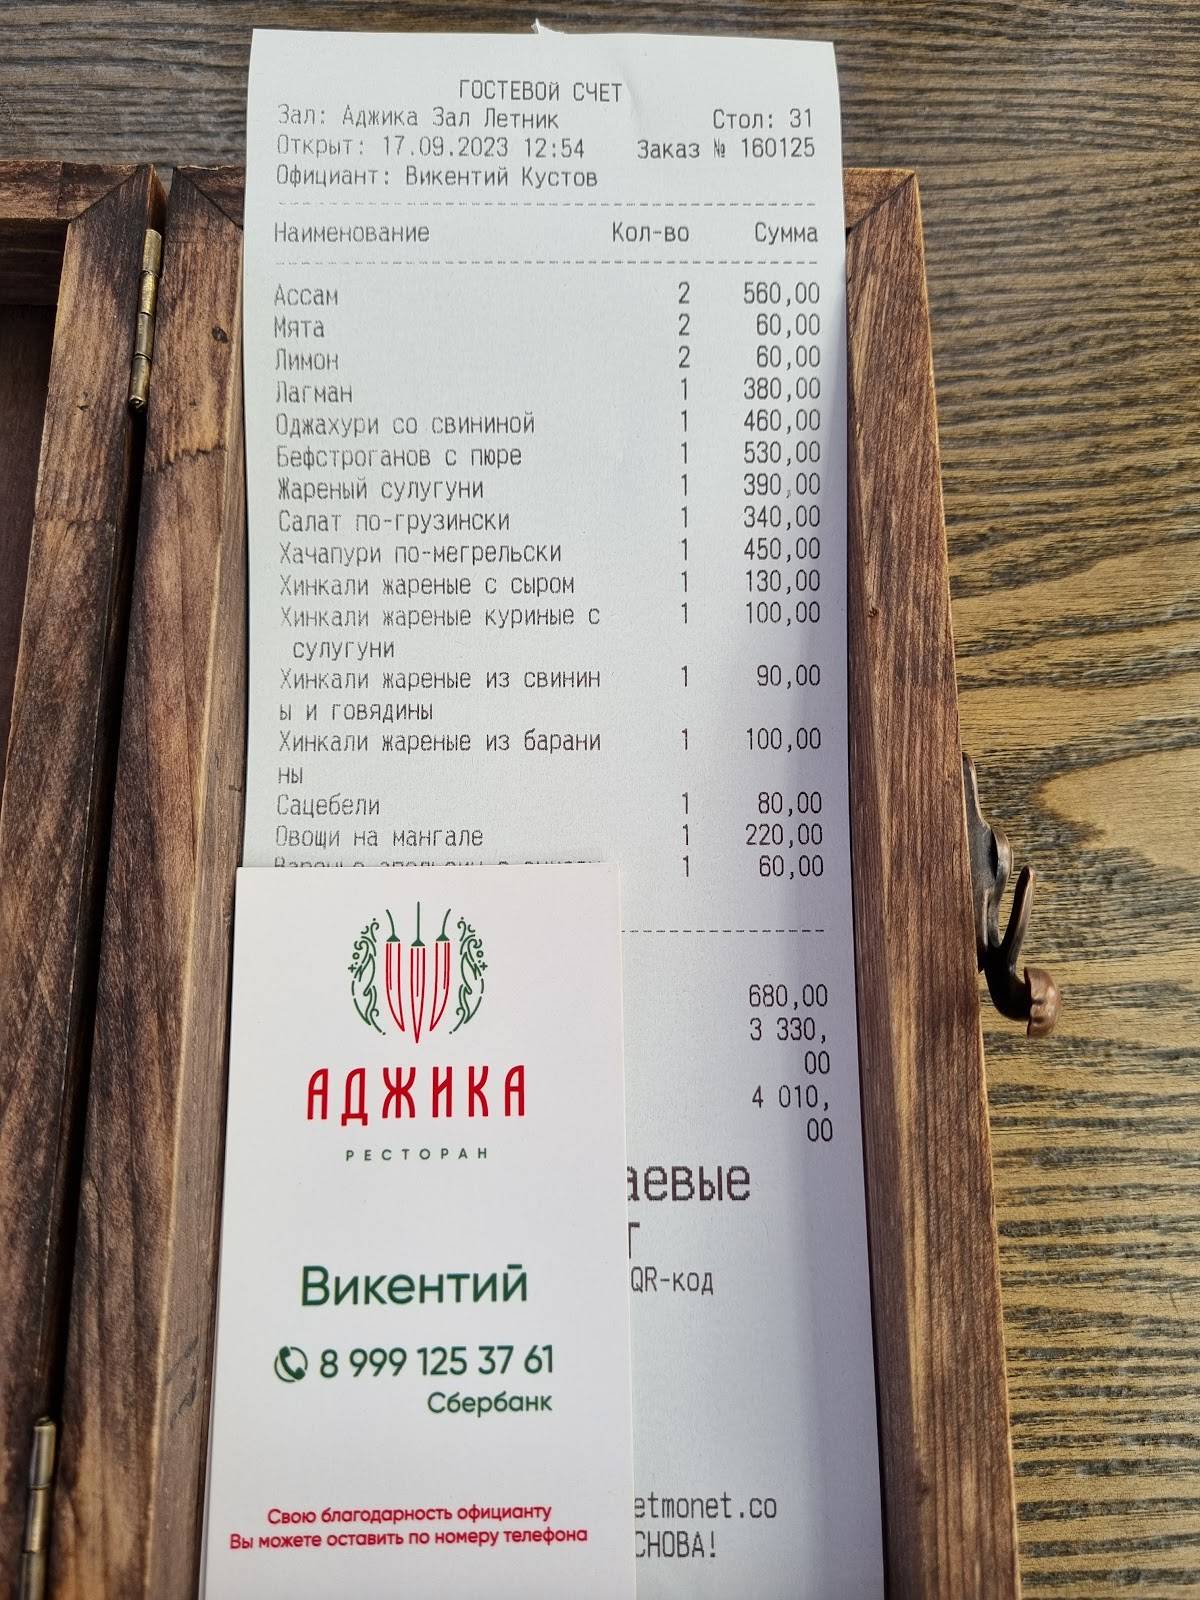 ГОСТЕВОЙ СЧЕТ
Зал: Аджика Зал Летник Стол: 31
Открыт: 17.09.2023 12:54 Заказ № 160125
Официант: Викентий Кустов
Наименование Кол-во Сумма
Ассам 2 560,00
Мята 2 60,00
Лимон 2 60,00
Лагман 1 380,00
Оджахури со свининой 1 460,00
Бефстроганов с пюре 1 530,00
Жареный сулугуни 1 390,00
Салат по-грузински 1 340,00
Хачапури по-мегрельски 1 450,00
Хинкали жареные с сыром 1 130,00
Хинкали жареные куриные с 1 100,00
сулугуни
Хинкали жареные из свинин 1 90,00
ы и говядины
Хинкали жареные из барани 1 100,00
ны
Сацебели 1 80,00
Овощи на мангале 1 220,00
1 60,00
680,00
3 330,
00
4 010,
00
аевые
QR-код
etmonet.co
СНОВА!
АДЖИКА
РЕСТОРАН
Викентий
8 999 125 37 61
Сбербанк
Свою благодарность официанту
Вы можете оставить по номеру телефона